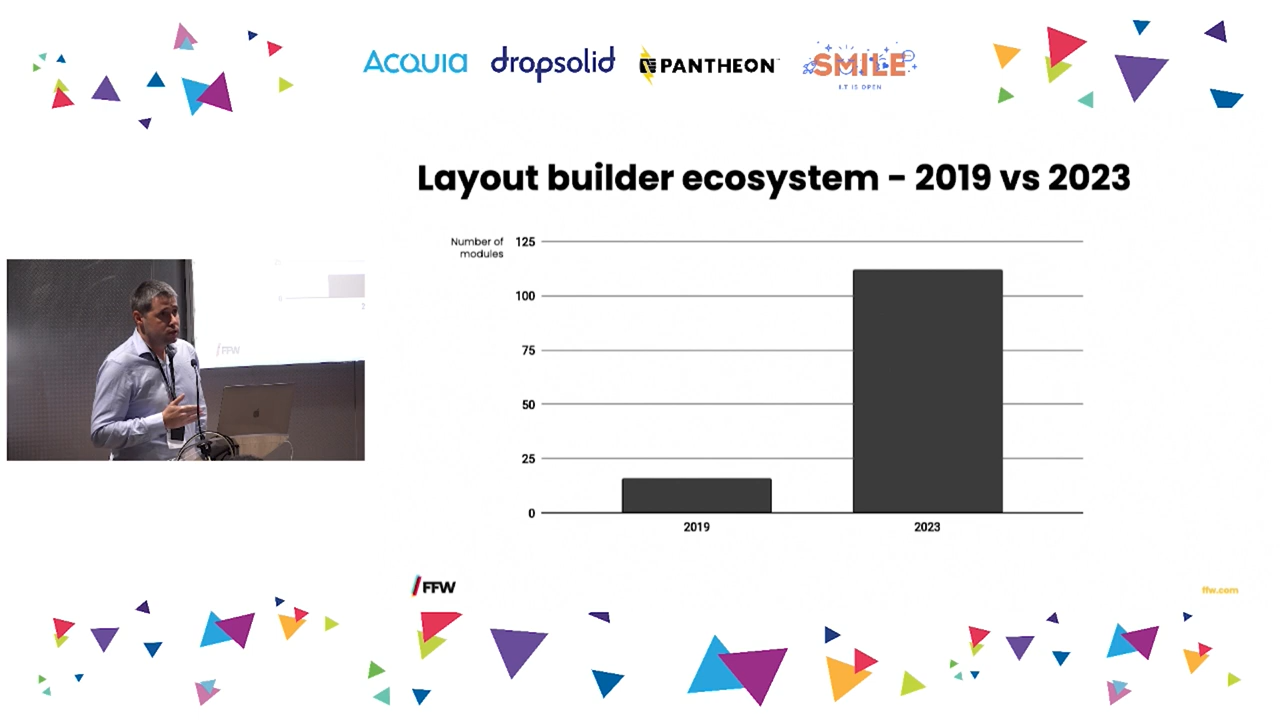 Acquia
dropsolid
PANTHEON
SMILE
I.T IS OPEN
Layout builder ecosystem - 2019 vs 2023
Number of
modules
125
100
75
50
25
0
2019
2023
/FFW
/FFW
ffw.com